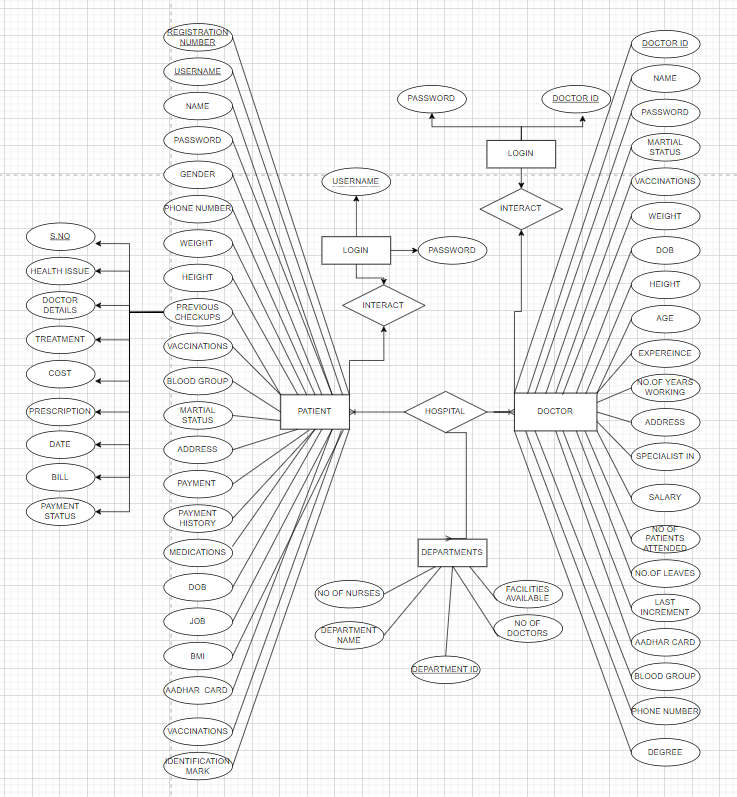 REGISTRATION
NUMBER
USERNAME
NAME
PASSWORD
GENDER
PHONE NUMBER
WEIGHT
HEIGHT
PREVIOUS
CHECKUPS
VACCINATIONS
BLOOD GROUP
MARTIAL
STATUS
ADDRESS
PAYMENT
PAYMENT
HISTORY
MEDICATIONS
DOB
JOB
BMI
AADHAR CARD
VACCINATIONS
IDENTIFICATION
MARK
S.NO
HEALTH ISSUE
DOCTOR
DETAILS
TREATMENT
COST
PRESCRIPTION
DATE
BILL
PAYMENT
STATUS
PATIENT
USERNAME
LOGIN
PASSWORD
INTERACT
PASSWORD
DOCTOR ID
LOGIN
INTERACT
HOSPITAL
DOCTOR
DEPARTMENTS
NO OF NURSES
DEPARTMENT
NAME
DEPARTMENT ID
FACILITIES
AVAILABLE
NO OF
DOCTORS
DOCTOR ID
NAME
PASSWORD
MARTIAL
STATUS
VACCINATIONS
WEIGHT
DOB
HEIGHT
AGE
EXPEREINCE
NO.OF YEARS
WORKING
ADDRESS
SPECIALIST IN
SALARY
NO OF
PATIENTS
ATTENDED
NO.OF LEAVES
LAST
INCREMENT
AADHAR CARD
BLOOD GROUP
PHONE NUMBER
DEGREE